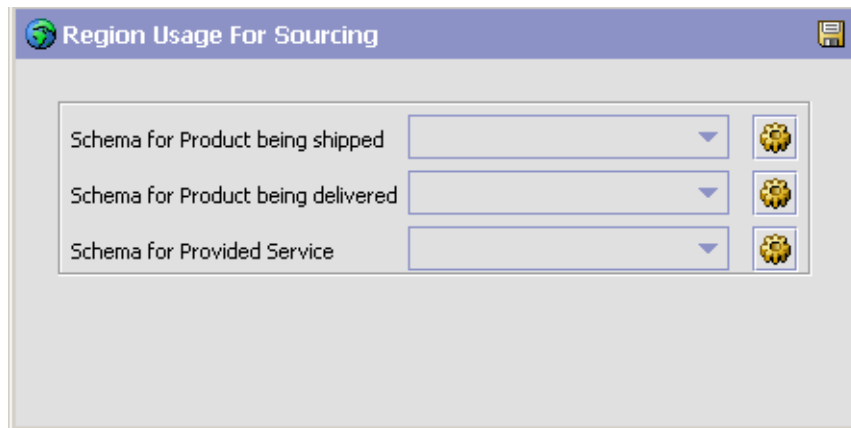 Region Usage For Sourcing
Schema for Product being shipped
Schema for Product being delivered
Schema for Provided Service